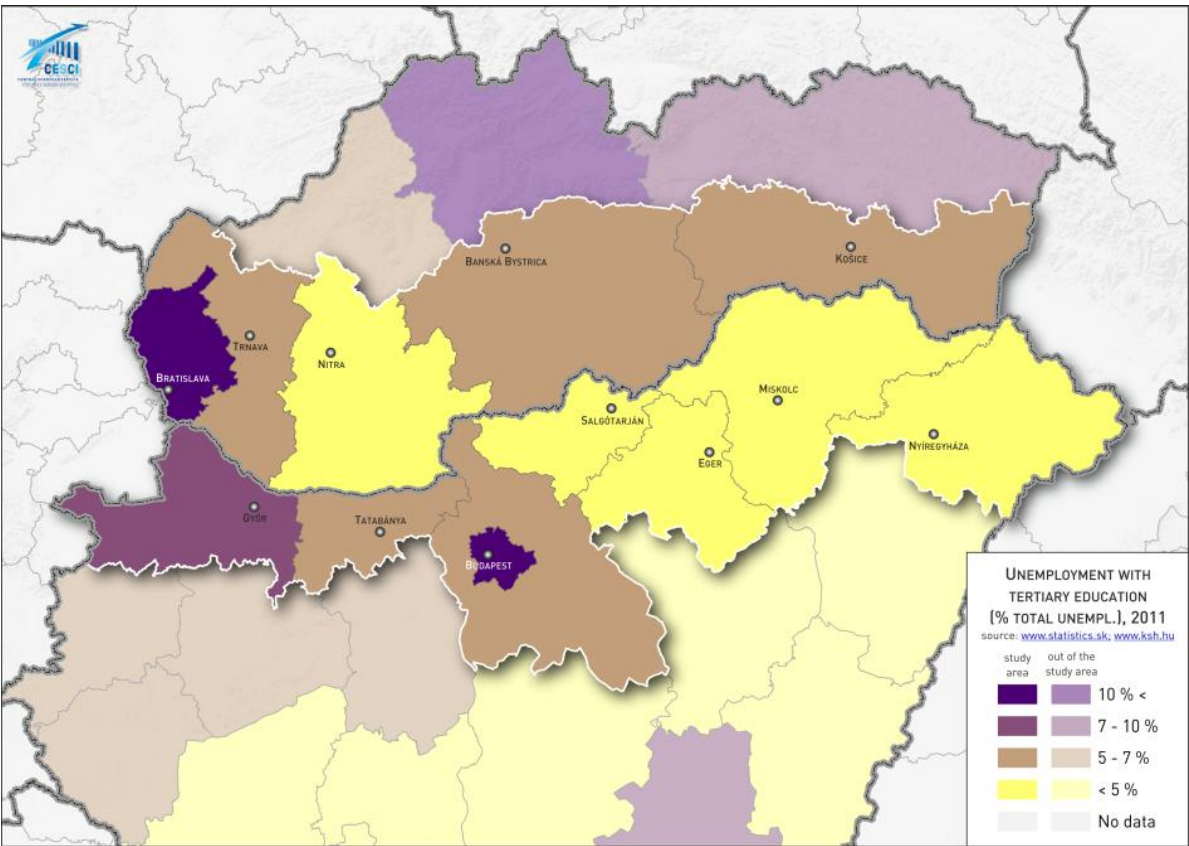 CESCI
BANSKÁ BYSTRICA
KOŠICE
TRNAVA
NITRA
BRATISLAVA
MISKOLC
SALGÓTARJÁN
NYÍREGYHÁZA
EGER
GYŐR
TATABÁNYA
BUDAPEST
UNEMPLOYMENT WITH
TERTIARY EDUCATION
(% TOTAL UNEMPL.), 2011
source: www.statistics.sk; www.ksh.hu
study area
out of the study area
10 % <
7 - 10 %
5 - 7 %
< 5 %
No data